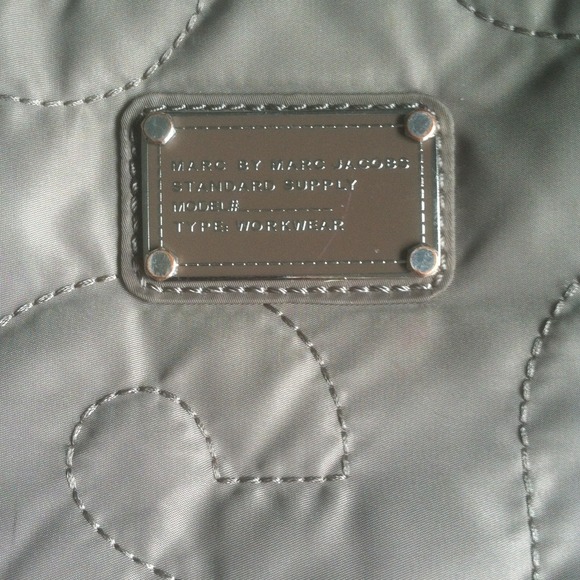 MARC BY MARC JACOBS
STANDARD SUPPLY
MODEL#_ _ _ _ _ _ _ _ _
TYPE: WORKWEAR